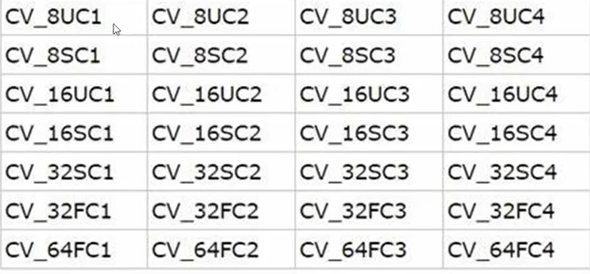 CV_8UC1 CV_8UC2 CV_8UC3 CV_8UC4
CV_8SC1 CV_8SC2 CV_8SC3 CV_8SC4
CV_16UC1 CV_16UC2 CV_16UC3 CV_16UC4
CV_16SC1 CV_16SC2 CV_16SC3 CV_16SC4
CV_32SC1 CV_32SC2 CV_32SC3 CV_32SC4
CV_32FC1 CV_32FC2 CV_32FC3 CV_32FC4
CV_64FC1 CV_64FC2 CV_64FC3 CV_64FC4